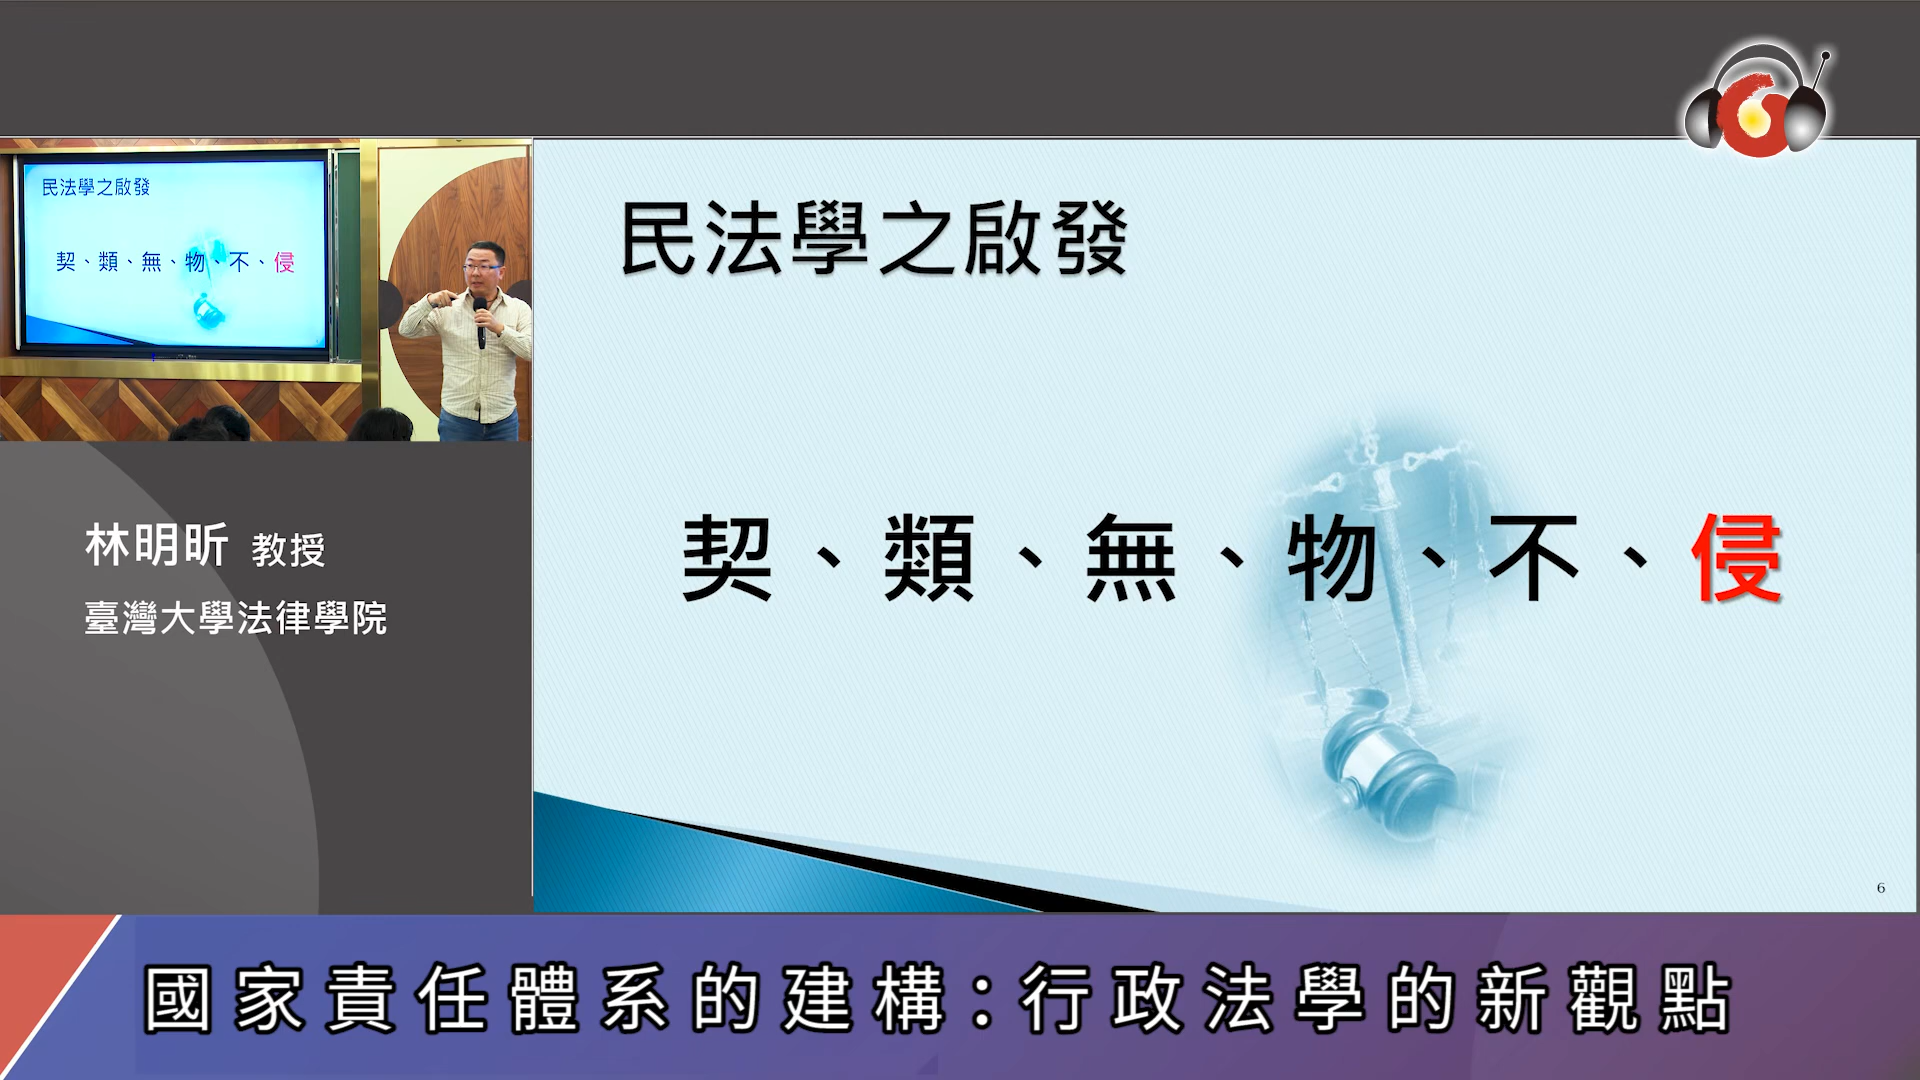 民法學之啟發
契、類、無、物、不、侵
民法學之啟發
契、類、無、物、不、侵
林明昕 教授
臺灣大學法律學院
6
國家責任體系的建構：行政法學的新觀點